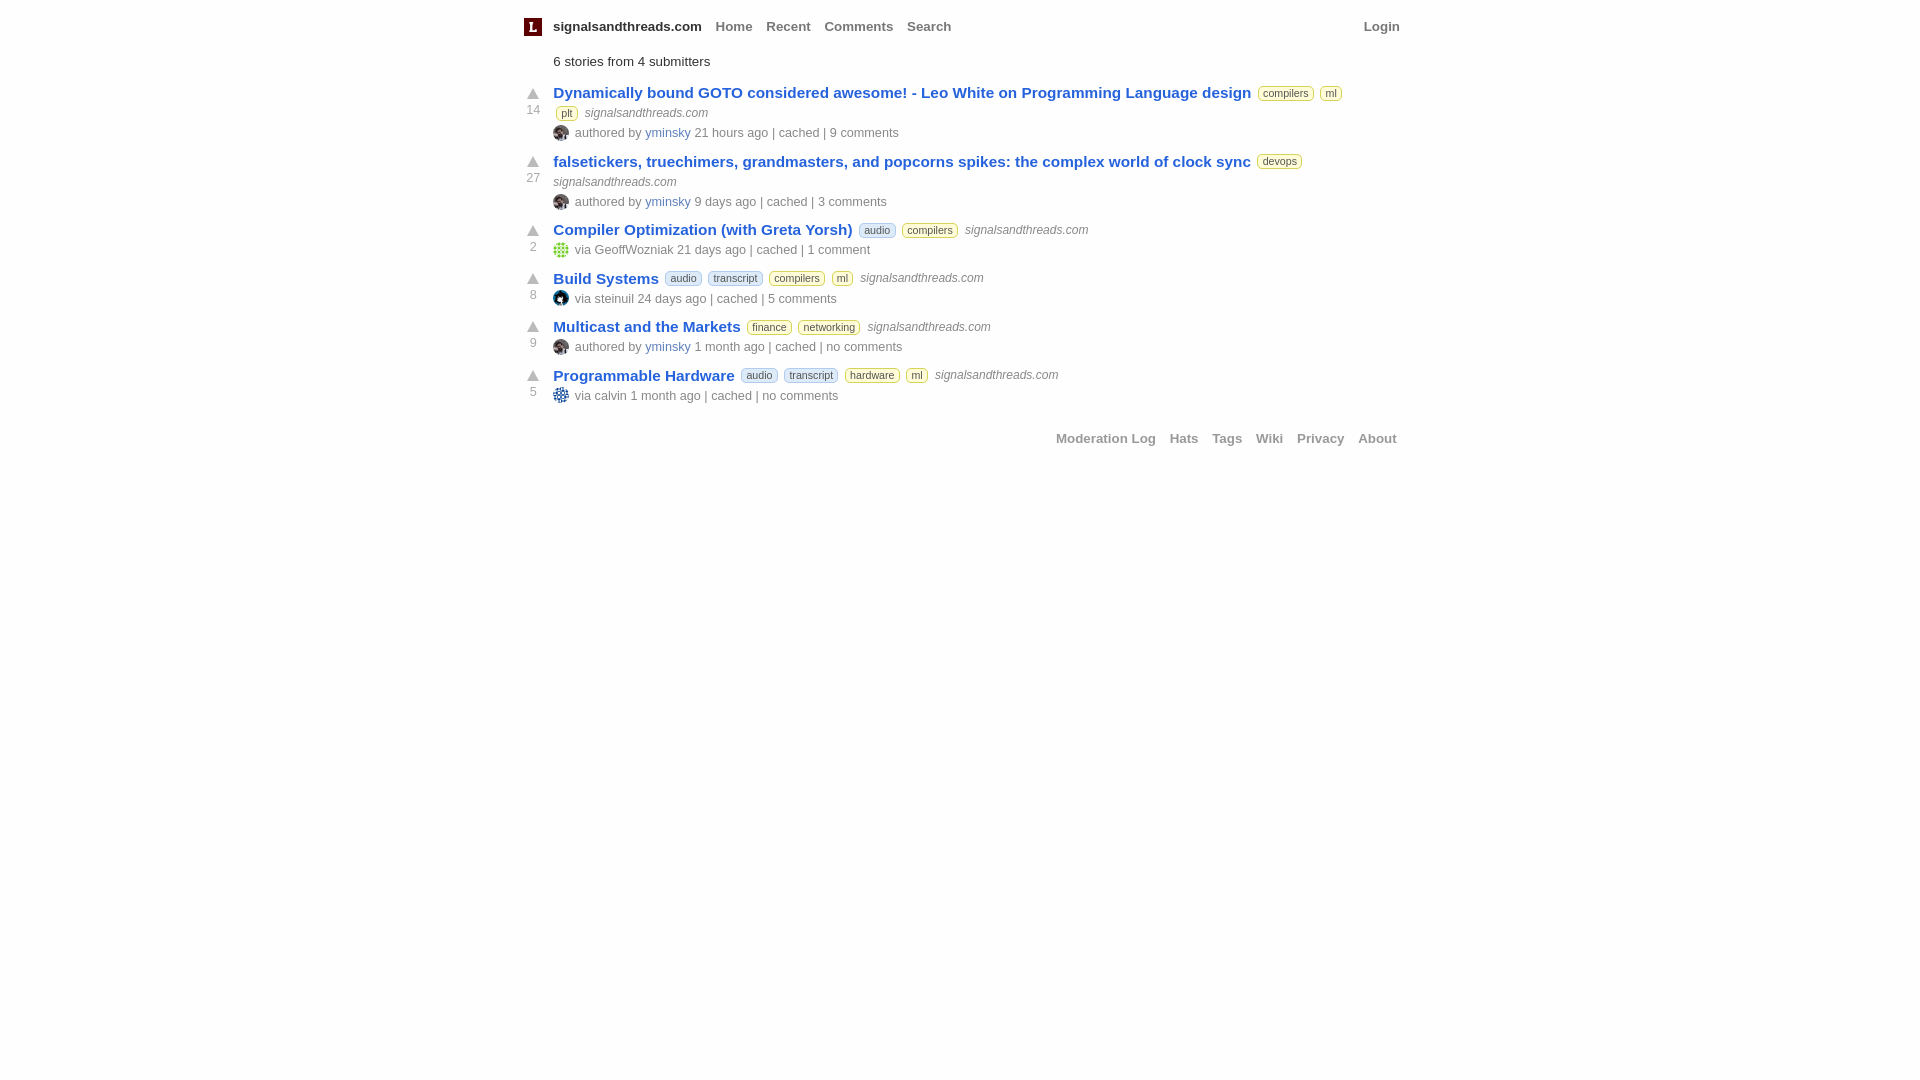 L signalsandthreads.com Home Recent Comments Search Login
6 stories from 4 submitters
Dynamically bound GOTO considered awesome! - Leo White on Programming Language design compilers ml
14 plt signalsandthreads.com
authored by yminsky 21 hours ago | cached | 9 comments
falsetickers, truechimers, grandmasters, and popcorns spikes: the complex world of clock sync devops
27 signalsandthreads.com
authored by yminsky 9 days ago | cached | 3 comments
Compiler Optimization (with Greta Yorsh) audio compilers signalsandthreads.com
2 via GeoffWozniak 21 days ago | cached | 1 comment
Build Systems audio transcript compilers ml signalsandthreads.com
8 via steinuil 24 days ago | cached | 5 comments
Multicast and the Markets finance networking signalsandthreads.com
9 authored by yminsky 1 month ago | cached | no comments
Programmable Hardware audio transcript hardware ml signalsandthreads.com
5 via calvin 1 month ago | cached | no comments
Moderation Log Hats Tags Wiki Privacy About